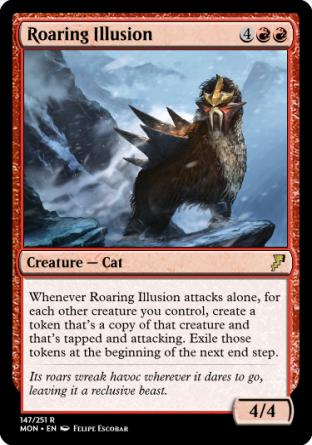 Roaring Illusion 4
Creature — Cat
Whenever Roaring Illusion attacks alone, for
each other creature you control, create a
token that's a copy of that creature and
that's tapped and attacking. Exile those
tokens at the beginning of the next end step.
Its roars wreak havoc wherever it dares to go,
leaving it a reclusive beast.
4/4
147/251 R
MON • EN Felipe Escobar